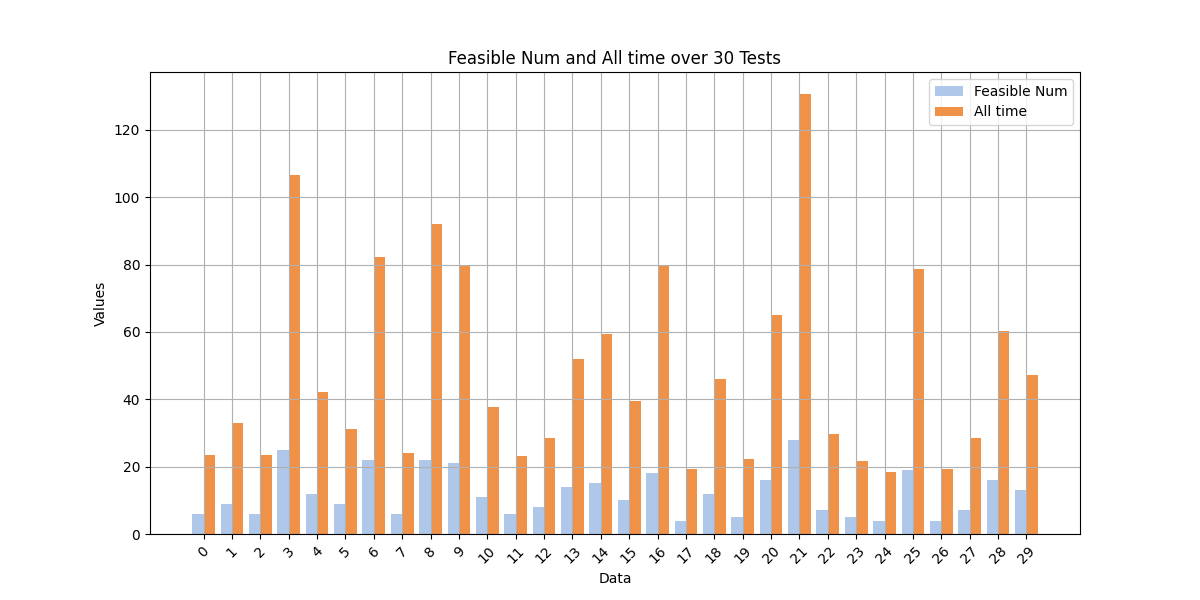 Feasible Num and All time over 30 Tests
Feasible Num
All time
Values
120
100
80
60
40
20
0
0 1 2 3 4 5 6 7 8 9 10 11 12 13 14 15 16 17 18 19 20 21 22 23 24 25 26 27 28 29
Data